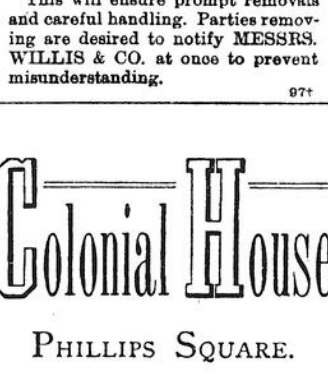 This will ensure prompt removals
and careful handling. Parties remov-
ing are desired to notify MESSRS.
WILLIS & CO. at once to prevent
misunderstanding.
97†
Colonial House
PHILLIPS SQUARE.